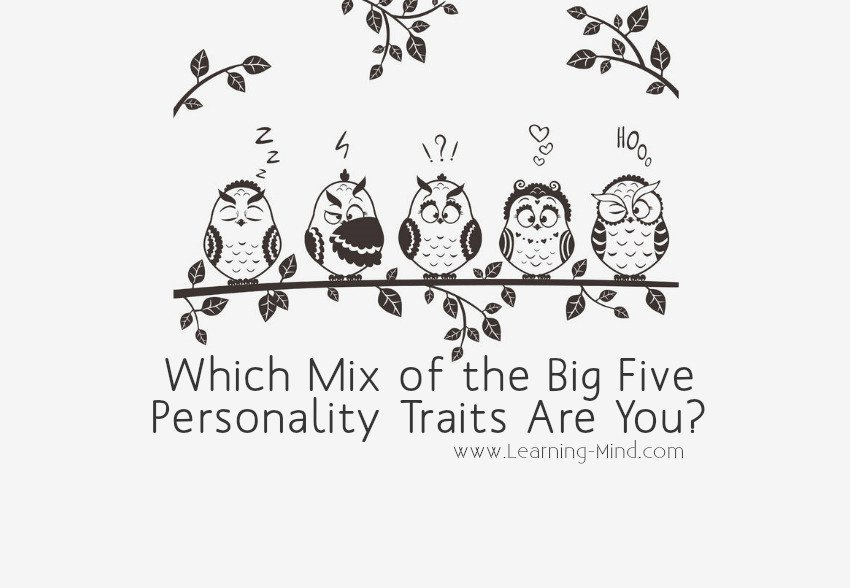 Z
Z
Z
!?!
HOOo
Which Mix of the Big Five
Personality Traits Are You?
www.Learning-Mind.com